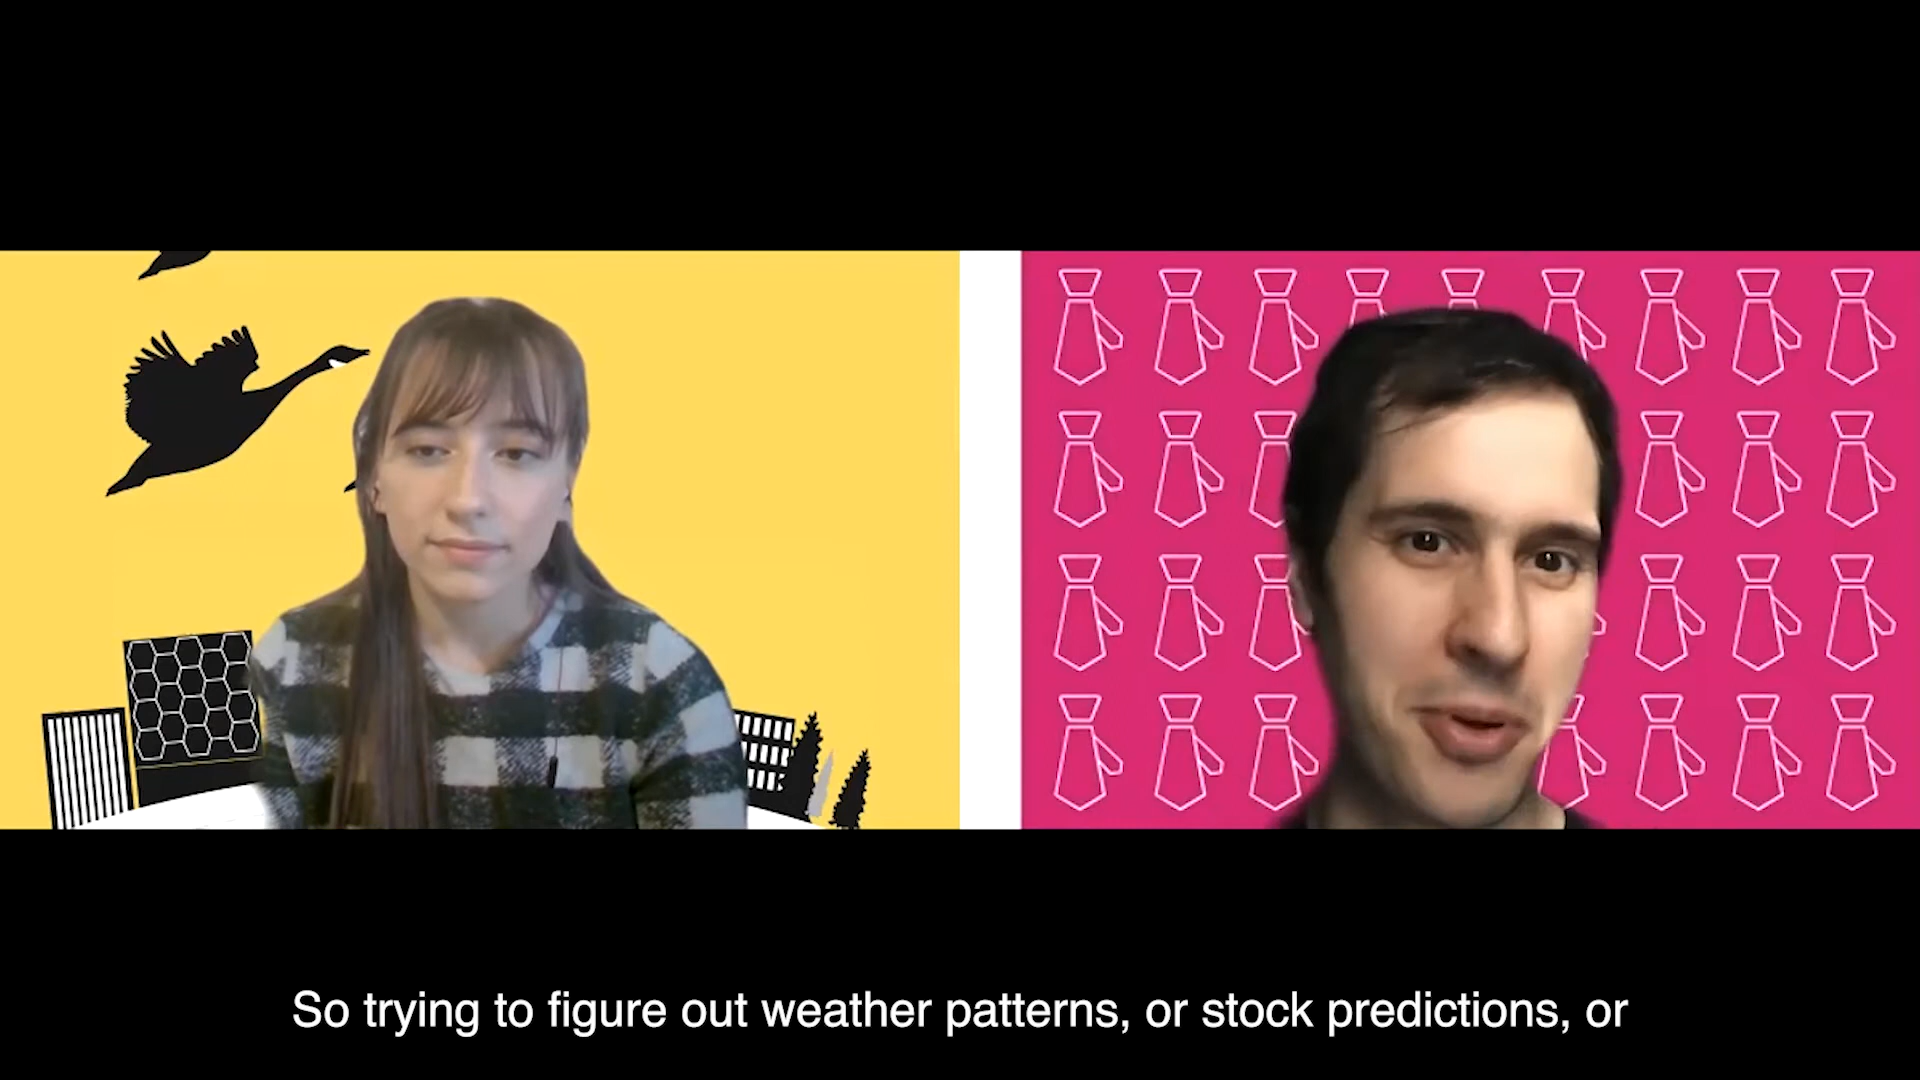 So trying to figure out weather patterns, or stock predictions, or